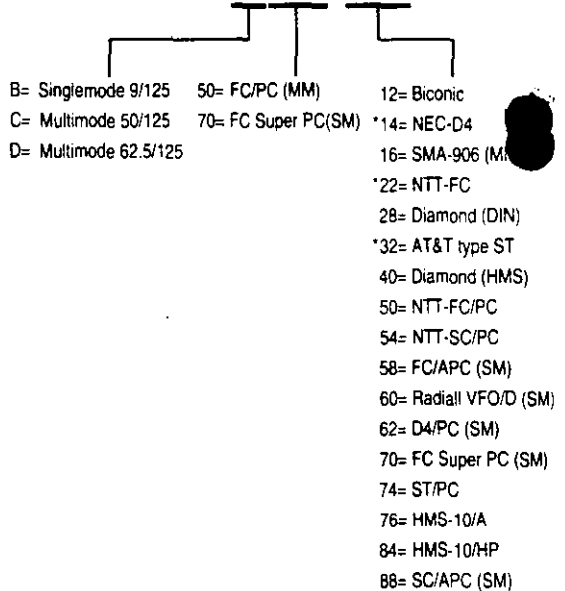 B= Singlemode 9/125
C= Multimode 50/125
D= Multimode 62.5/125
50= FC/PC (MM)
70= FC Super PC(SM)
12= Biconic
*14= NEC-D4
16= SMA-906
*22= NTT-FC
28= Diamond (DIN)
*32= AT&T type ST
40= Diamond (HMS)
50= NTT-FC/PC
54= NTT-SC/PC
58= FC/APC (SM)
60= Radiall VFO/D (SM)
62= D4/PC (SM)
70= FC Super PC (SM)
74= ST/PC
76= HMS-10/A
84= HMS-10/HP
88= SC/APC (SM)